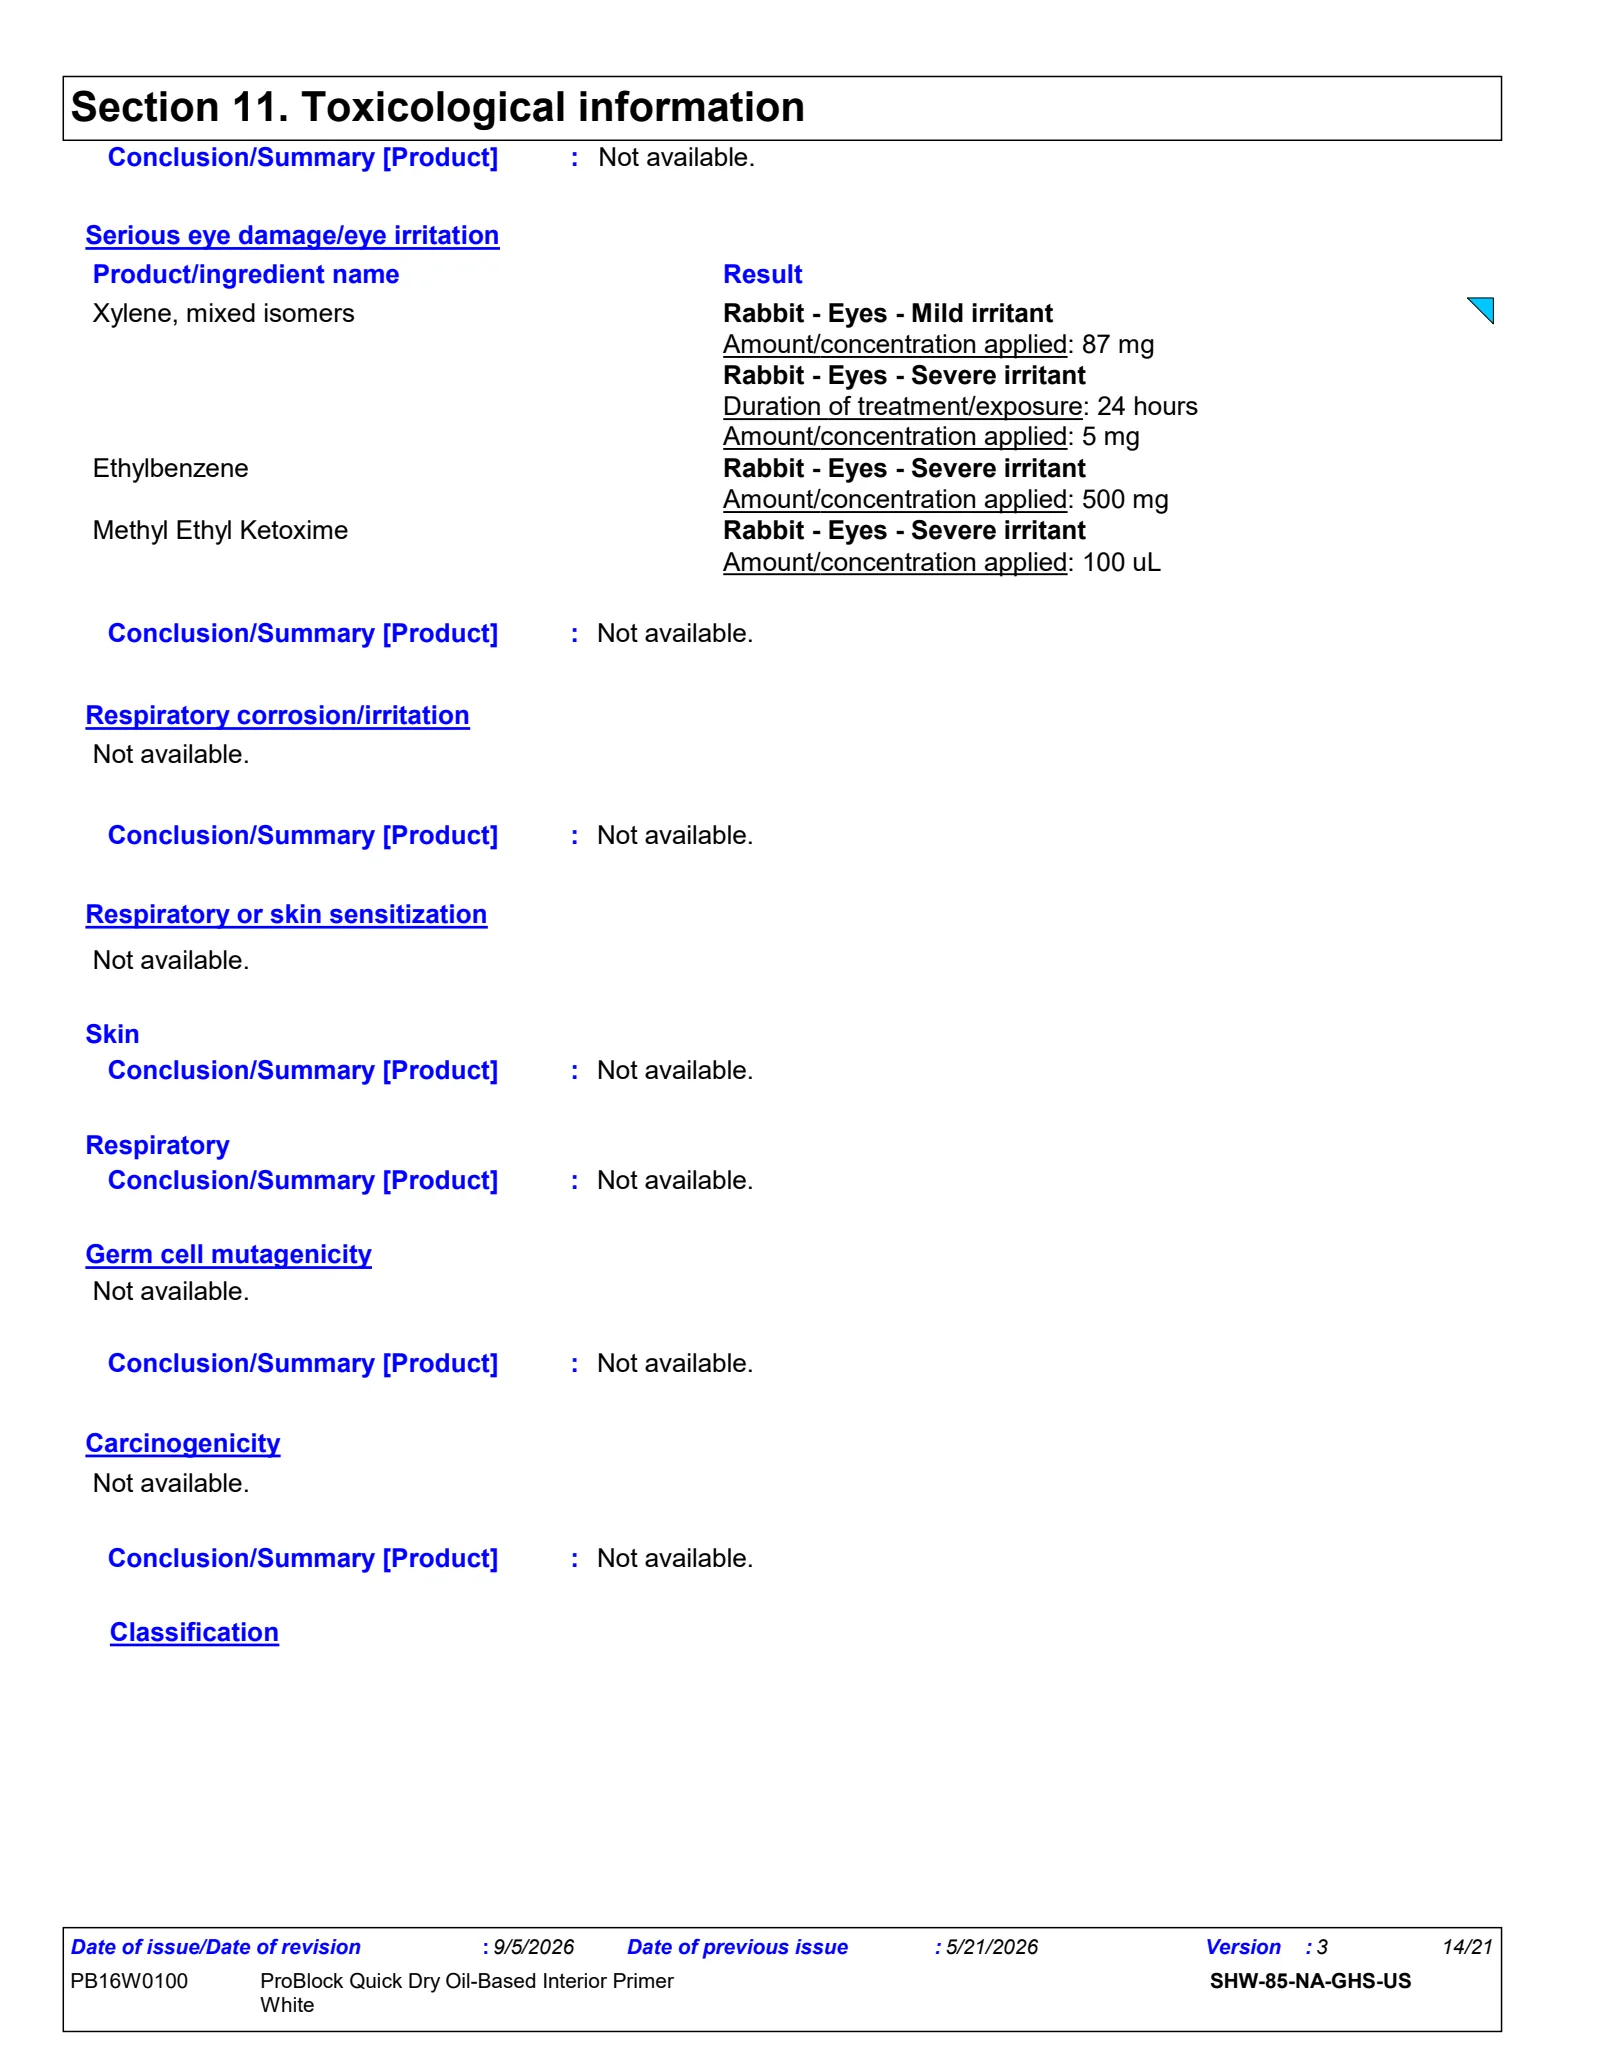 Section 11. Toxicological information
Conclusion/Summary [Product] : Not available.
Serious eye damage/eye irritation
Product/ingredient name Result
Xylene, mixed isomers Rabbit - Eyes - Mild irritant
Amount/concentration applied: 87 mg
Rabbit - Eyes - Severe irritant
Duration of treatment/exposure: 24 hours
Amount/concentration applied: 5 mg
Ethylbenzene Rabbit - Eyes - Severe irritant
Amount/concentration applied: 500 mg
Methyl Ethyl Ketoxime Rabbit - Eyes - Severe irritant
Amount/concentration applied: 100 uL
Conclusion/Summary [Product] : Not available.
Respiratory corrosion/irritation
Not available.
Conclusion/Summary [Product] : Not available.
Respiratory or skin sensitization
Not available.
Skin
Conclusion/Summary [Product] : Not available.
Respiratory
Conclusion/Summary [Product] : Not available.
Germ cell mutagenicity
Not available.
Conclusion/Summary [Product] : Not available.
Carcinogenicity
Not available.
Conclusion/Summary [Product] : Not available.
Classification
Date of issue/Date of revision : 9/5/2026 Date of previous issue : 5/21/2026 Version : 3 14/21
PB16W0100 ProBlock Quick Dry Oil-Based Interior Primer SHW-85-NA-GHS-US
White